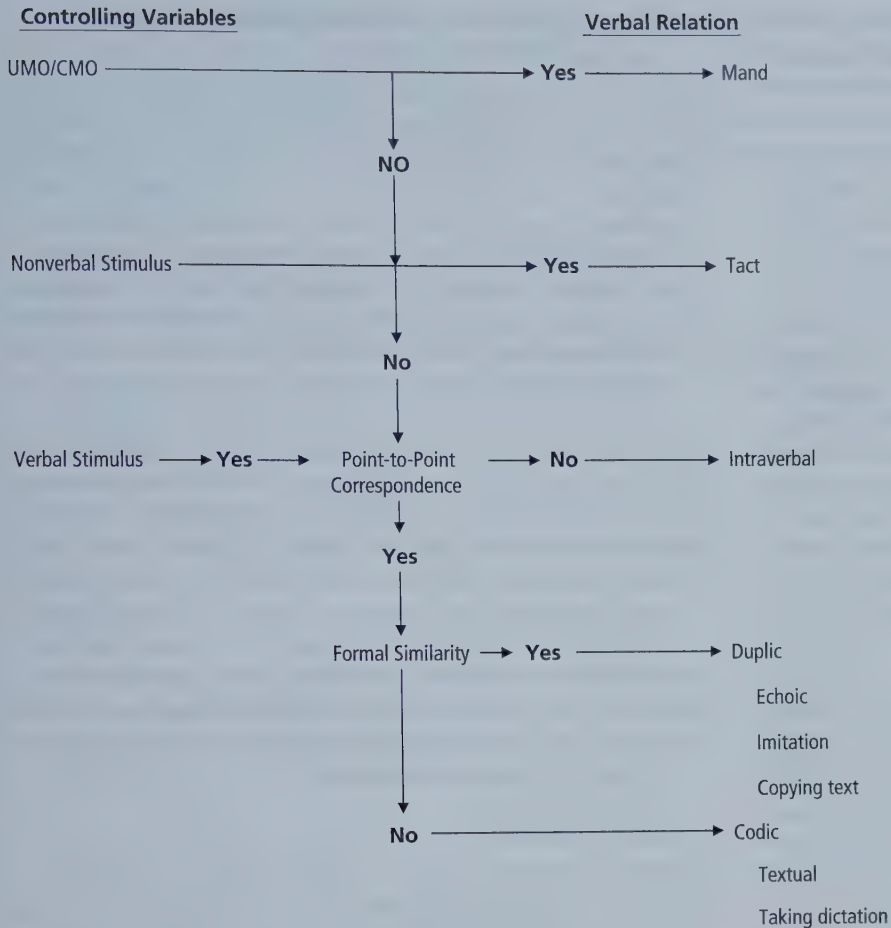 Controlling Variables Verbal Relation
UMO/CMO Yes Mand
NO
Nonverbal Stimulus Yes Tact
No
Verbal Stimulus Yes Point-to-Point No Intraverbal
Correspondence
Yes
Formal Similarity Yes Duplic
Echoic
Imitation
Copying text
No Codic
Textual
Taking dictation